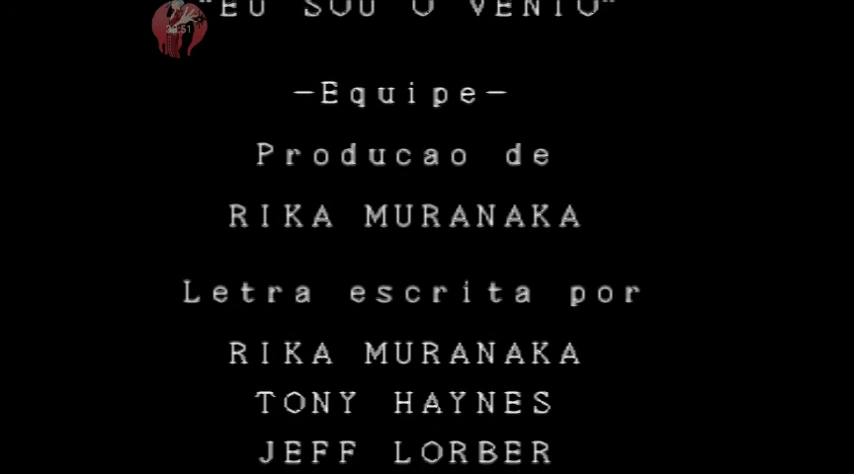 "EU SOU O VENTO"
-Equipe-
Producao de
RIKA MURANAKA
Letra escrita por
RIKA MURANAKA
TONY HAYNES
JEFF LORBER